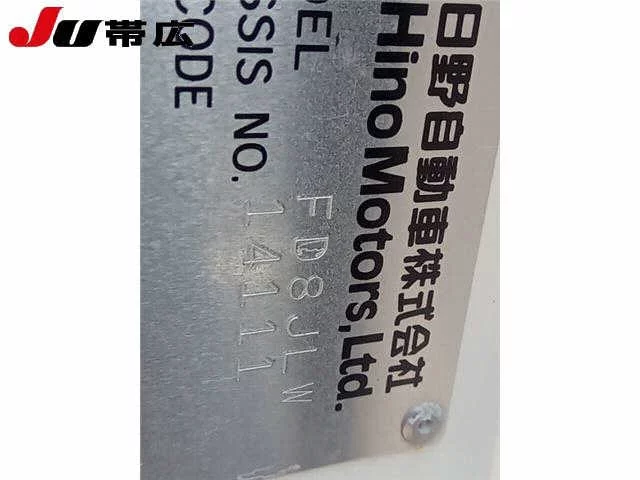 JU帯広
日野自動車株式会社
Hino Motors, Ltd.
DEL FD8JLW
SSIS NO. 14111
CODE